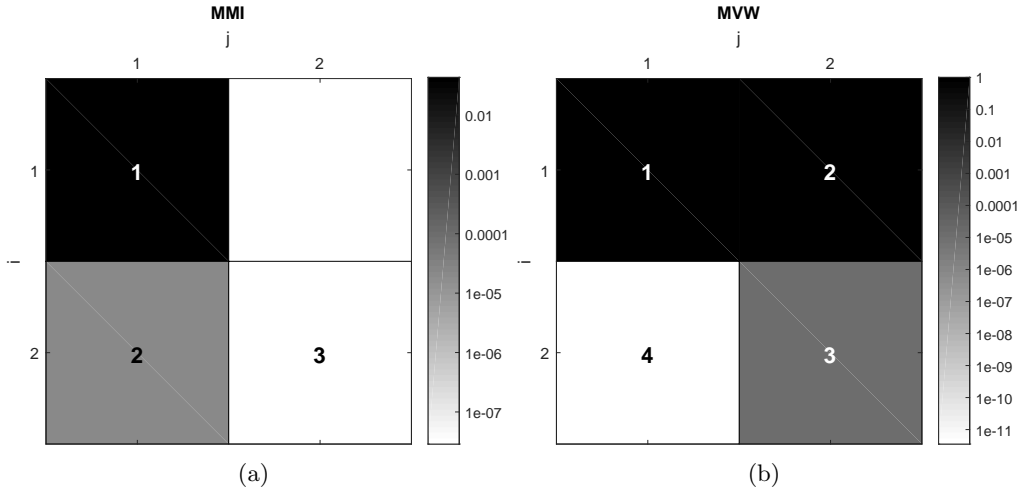 MMI
j
1 2
1
2
i
1
2
3
0.01
0.001
0.0001
1e-05
1e-06
1e-07
(a)
MVW
j
1 2
1
2
i
1
2
4
3
1
0.1
0.01
0.001
0.0001
1e-05
1e-06
1e-07
1e-08
1e-09
1e-10
1e-11
(b)